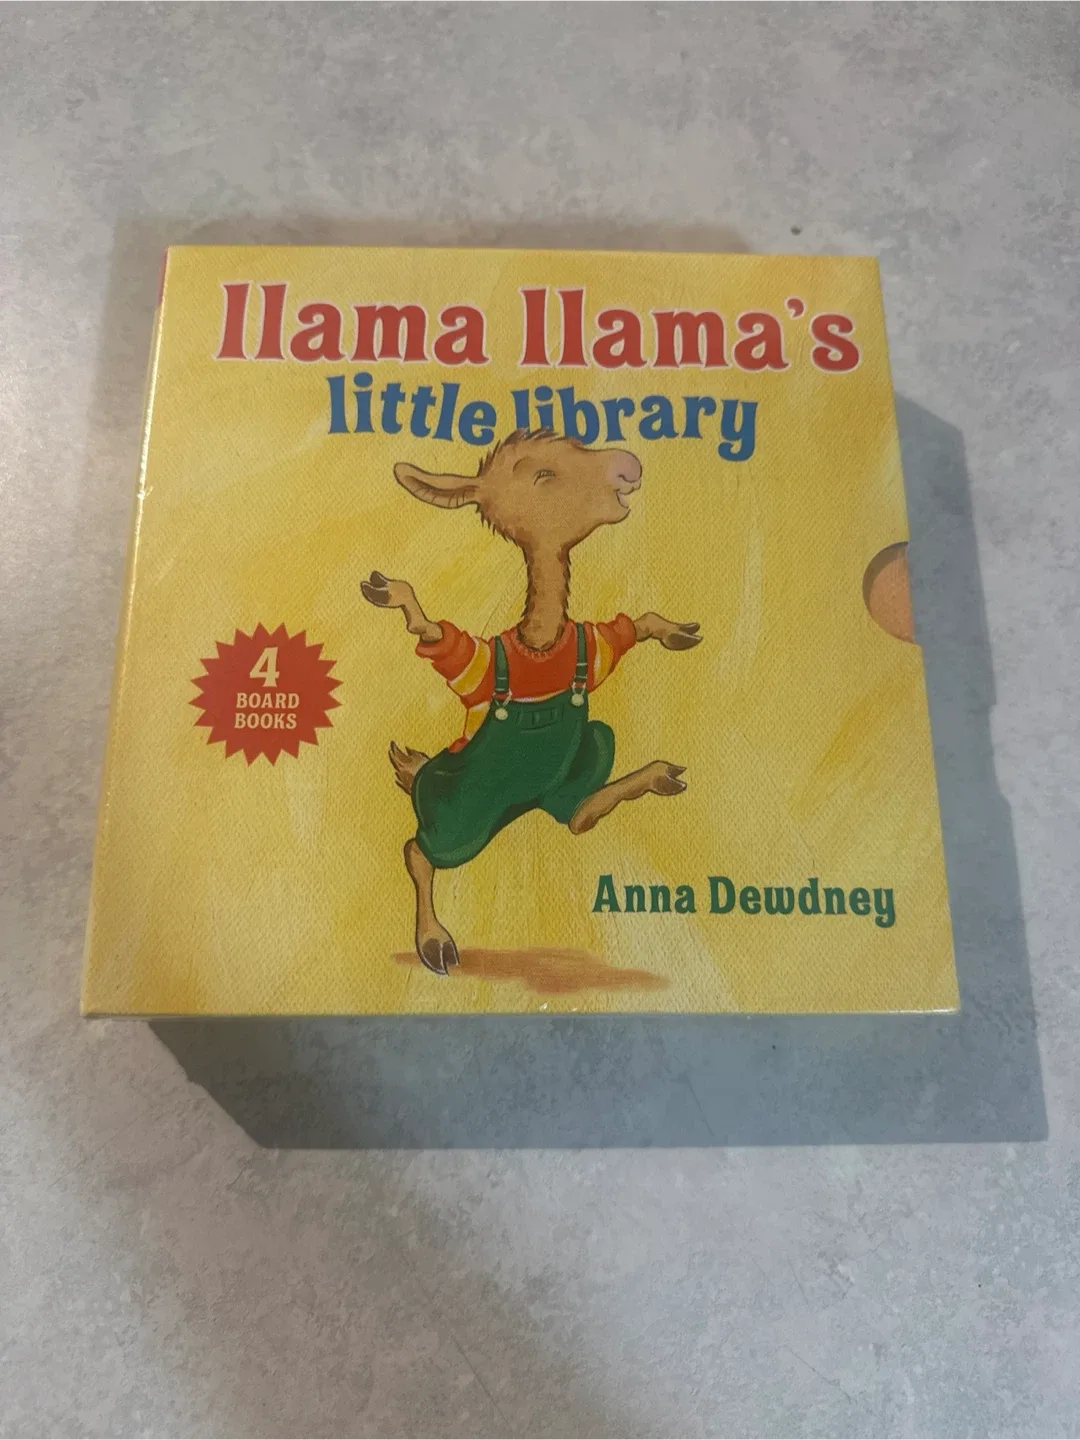 llama llama's
little library
4
BOARD
BOOKS
Anna Dewdney